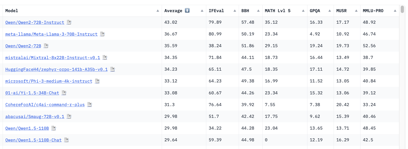 Model Average IFEval BBH MATH Lvl 5 GPQA MUSR MMLU-PRO
Qwen/Qwen2-72B-Instruct 43.02 79.89 57.48 35.12 16.33 17.17 48.92
meta-llama/Meta-Llama-3-70B-Instruct 36.67 80.99 50.19 23.34 4.92 10.92 46.74
Qwen/Qwen2-72B 35.59 38.24 51.86 29.15 19.24 19.73 52.56
mistralai/Mixtral-8x22B-Instruct-v0.1 34.35 71.84 44.11 18.73 16.44 13.49 38.7
HuggingFaceH4/zephyr-orpo-141b-A35b-v0.1 34.23 65.11 47.5 18.35 17.11 14.72 39.85
microsoft/Phi-3-medium-4k-instruct 33.12 64.23 49.38 16.99 11.52 13.05 40.84
01-ai/Yi-1.5-34B-Chat 33.08 60.67 44.26 23.34 15.32 13.06 39.12
CohereForAI/c4ai-command-r-plus 31.3 76.64 39.92 7.55 7.38 20.42 33.24
abacusai/Smaug-72B-v0.1 29.98 51.7 42.42 17.75 9.62 15.39 40.46
Qwen/Qwen1.5-110B 29.98 34.22 44.28 23.04 13.65 13.71 48.45
Qwen/Qwen1.5-110B-Chat 29.64 59.39 44.98 0 12.19 16.29 42.5